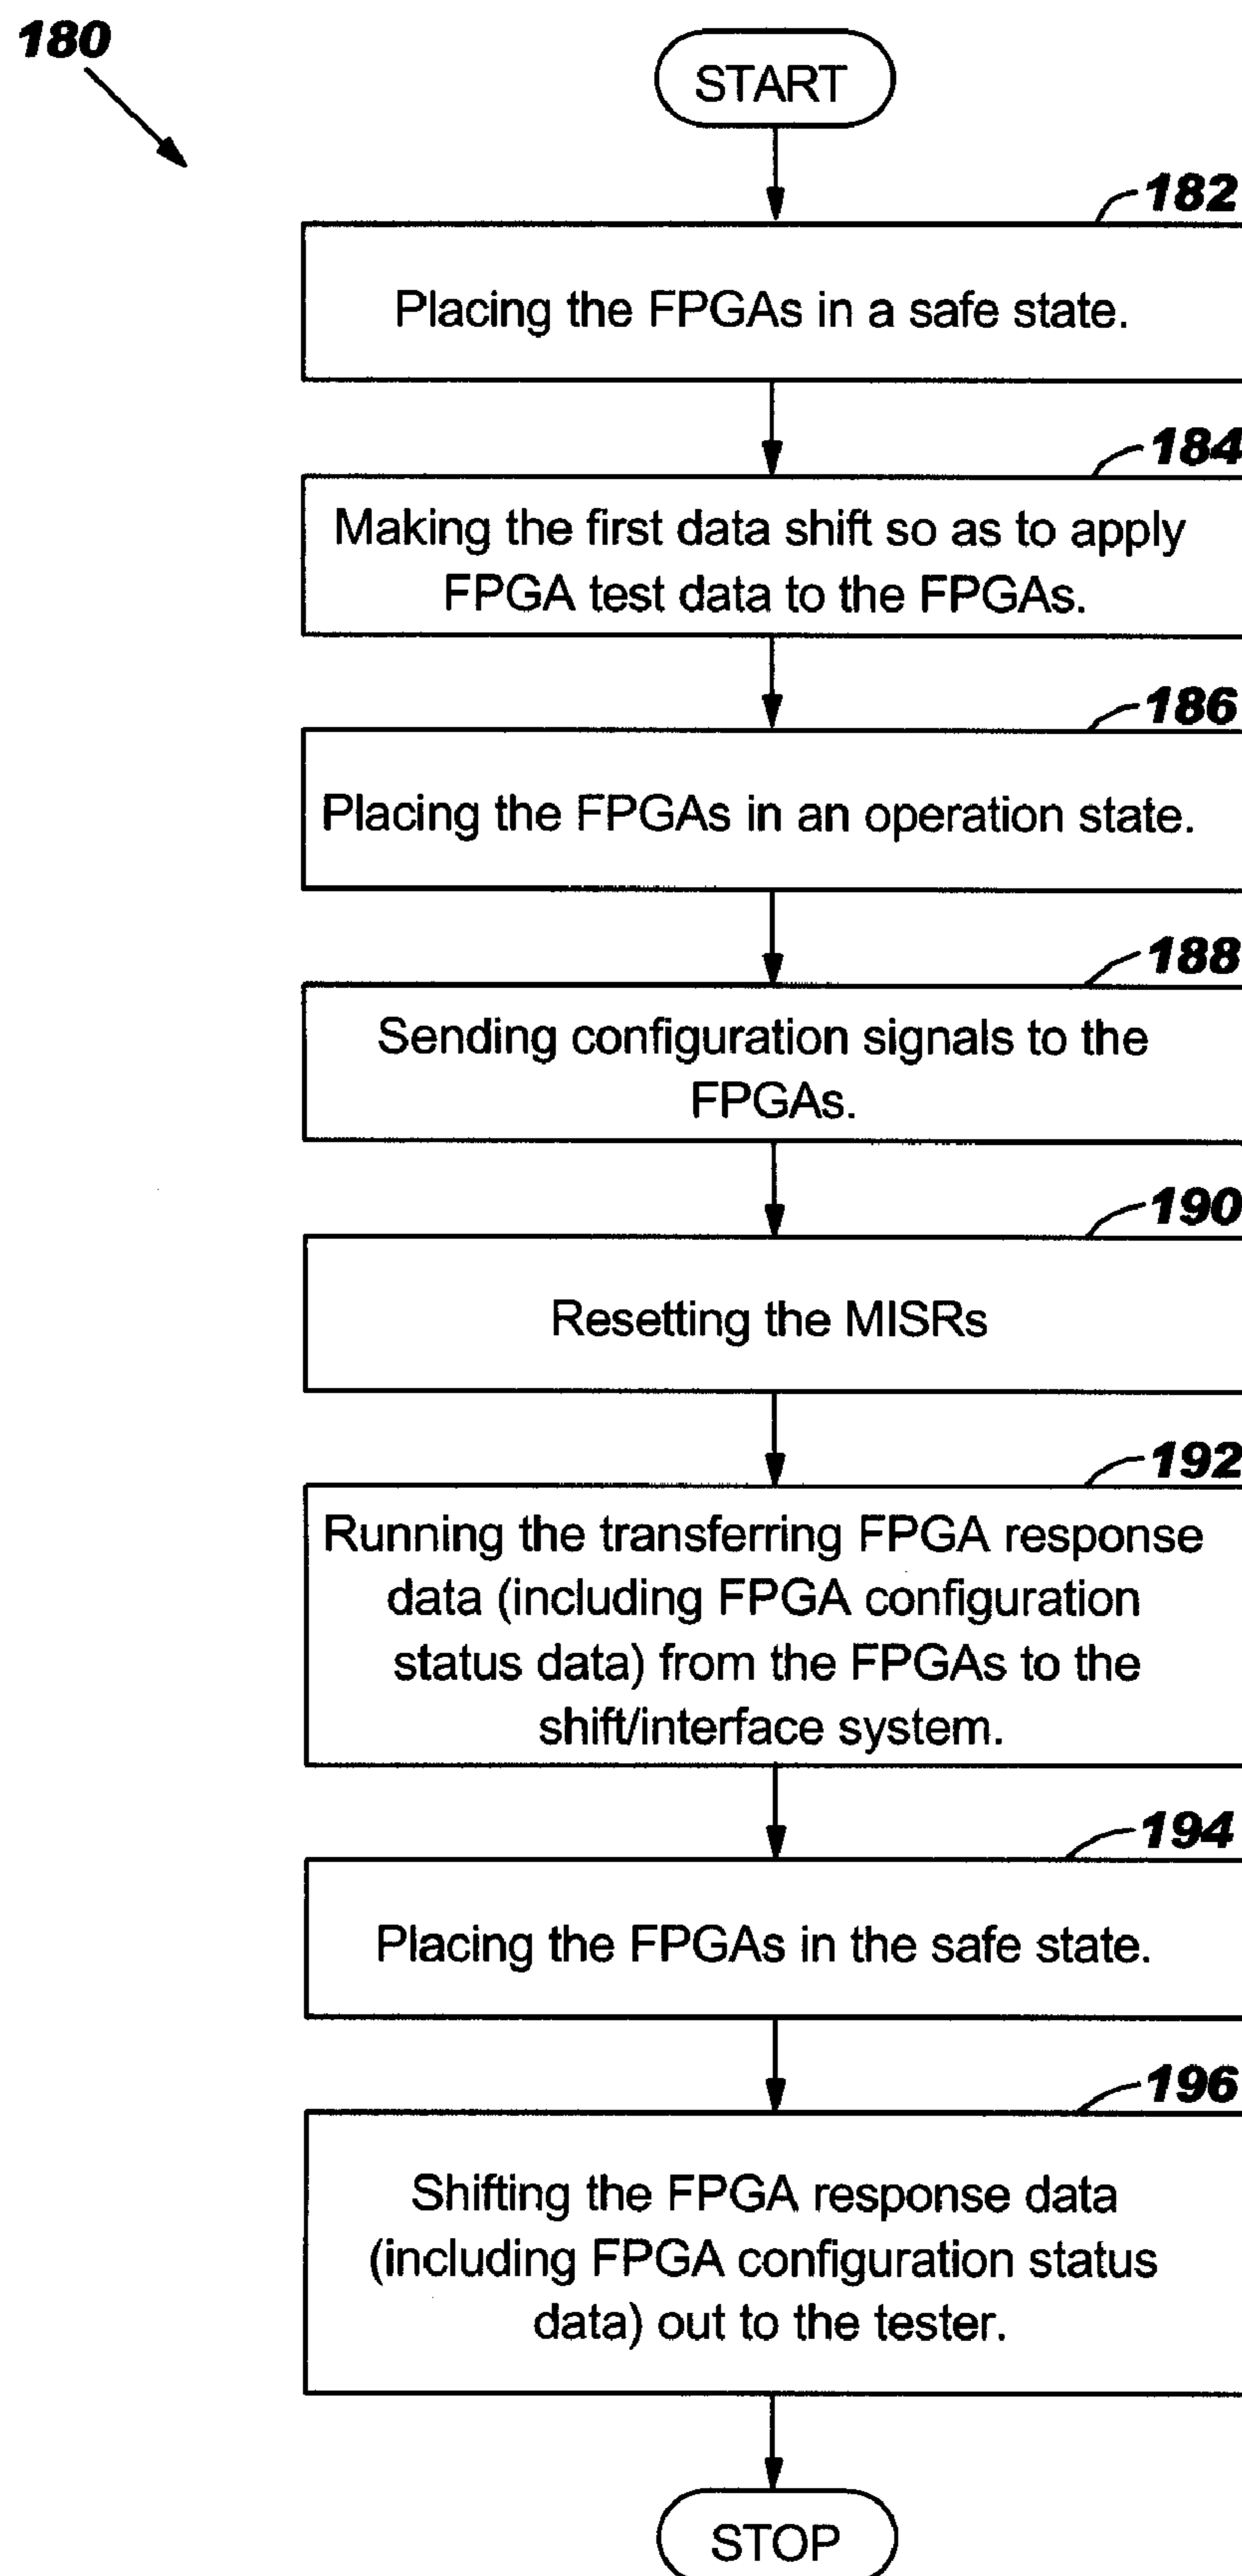 180
START
182
Placing the FPGAs in a safe state.
184
Making the first data shift so as to apply
FPGA test data to the FPGAs.
186
Placing the FPGAs in an operation state.
188
Sending configuration signals to the
FPGAs.
190
Resetting the MISRs
192
Running the transferring FPGA response
data (including FPGA configuration
status data) from the FPGAs to the
shift/interface system.
194
Placing the FPGAs in the safe state.
196
Shifting the FPGA response data
(including FPGA configuration status
data) out to the tester.
STOP